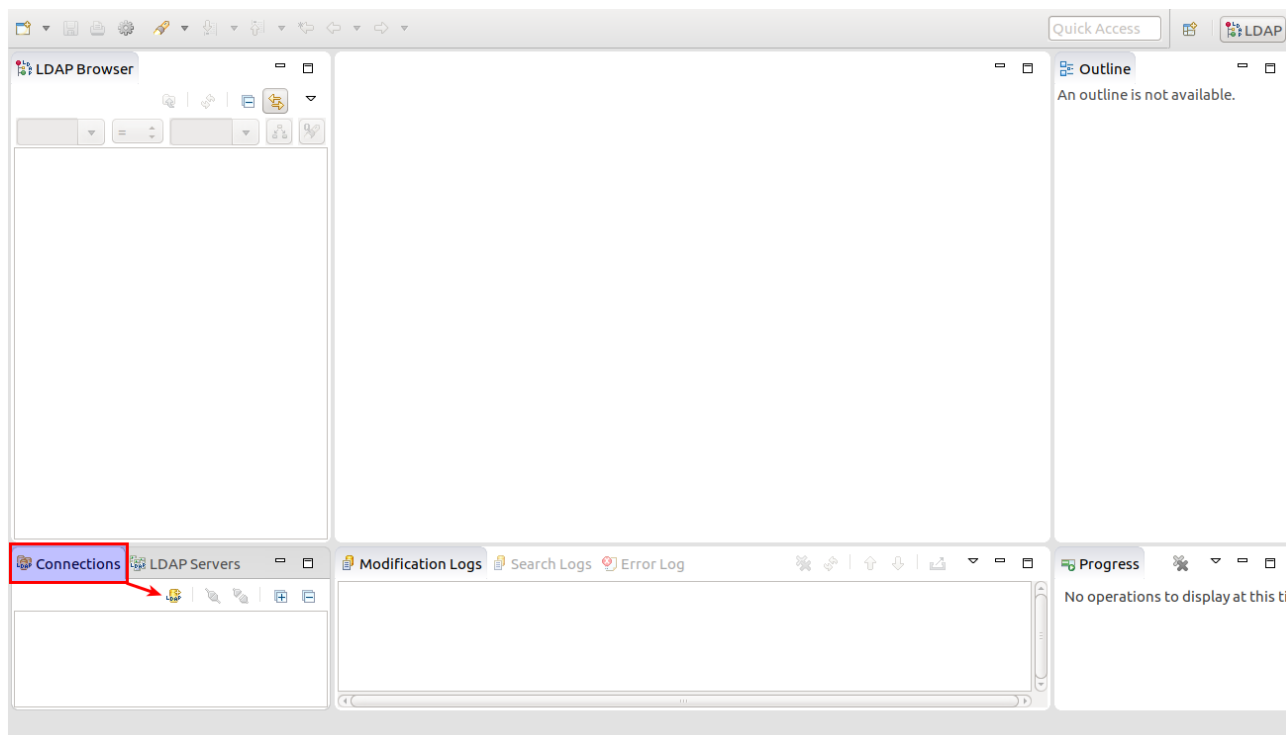 Quick Access
LDAP
LDAP Browser
Outline
An outline is not available.
=
Connections
LDAP Servers
Modification Logs
Search Logs
Error Log
Progress
No operations to display at this ti